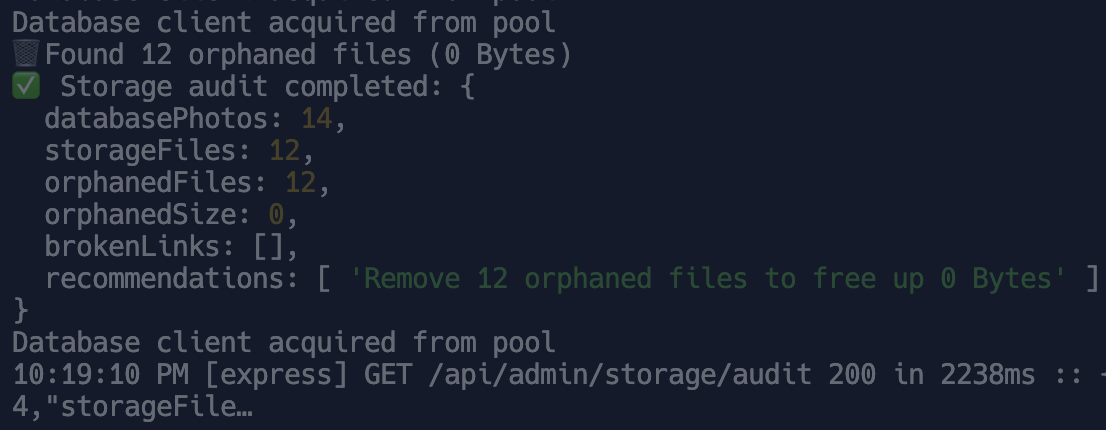 Database client acquired from pool
🗑️Found 12 orphaned files (0 Bytes)
✅ Storage audit completed: {
  databasePhotos: 14,
  storageFiles: 12,
  orphanedFiles: 12,
  orphanedSize: 0,
  brokenLinks: [],
  recommendations: [ 'Remove 12 orphaned files to free up 0 Bytes' ]
}
Database client acquired from pool
10:19:10 PM [express] GET /api/admin/storage/audit 200 in 2238ms ::
4,"storageFile…